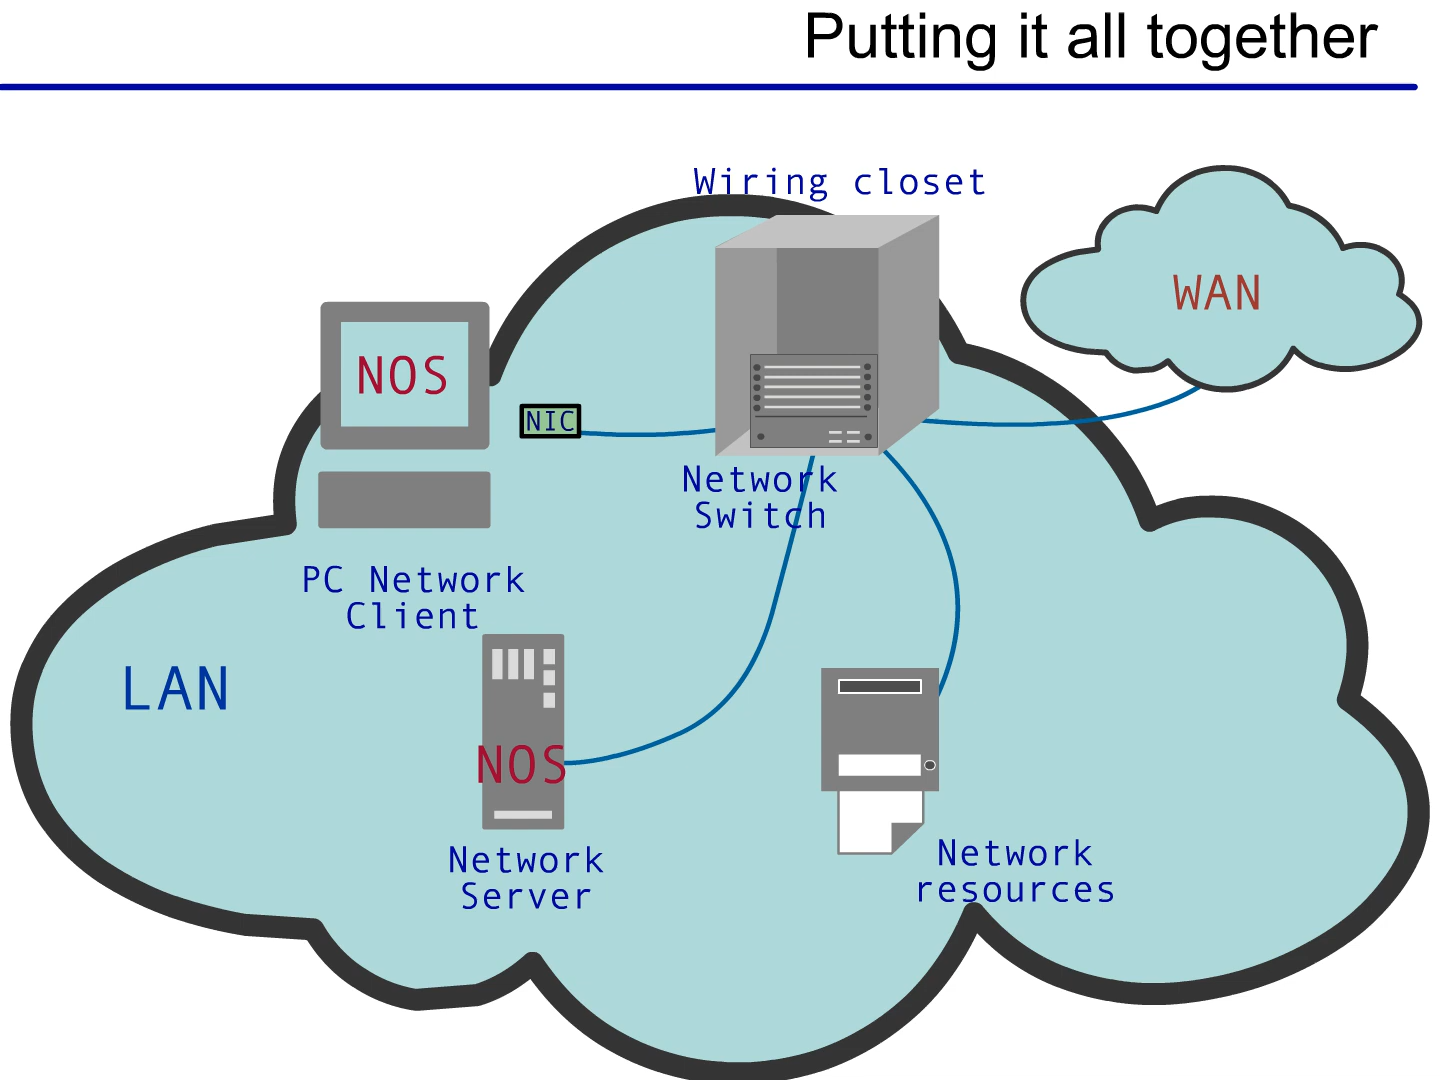 Putting it all together
Wiring closet
WAN
NOS
NIC
Network
Switch
PC Network
Client
LAN
NOS
Network
Server
Network
resources